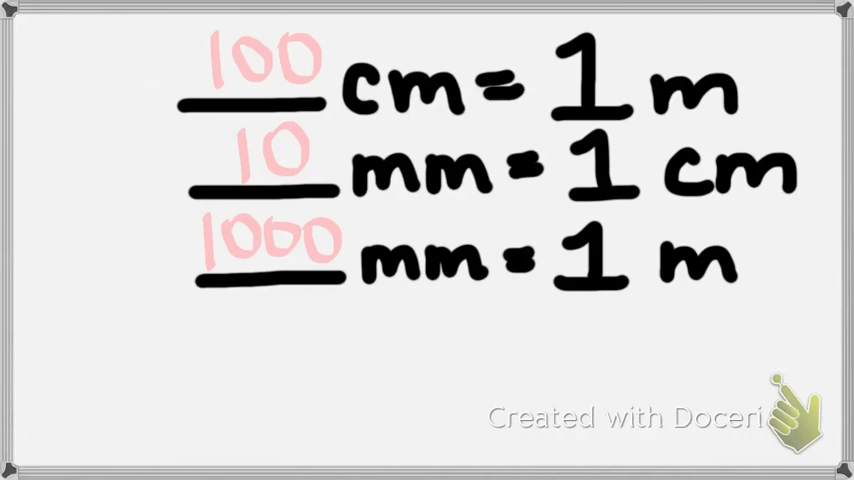 100 cm = 1 m
10 mm = 1 cm
1000 mm = 1 m
Created with Doceri